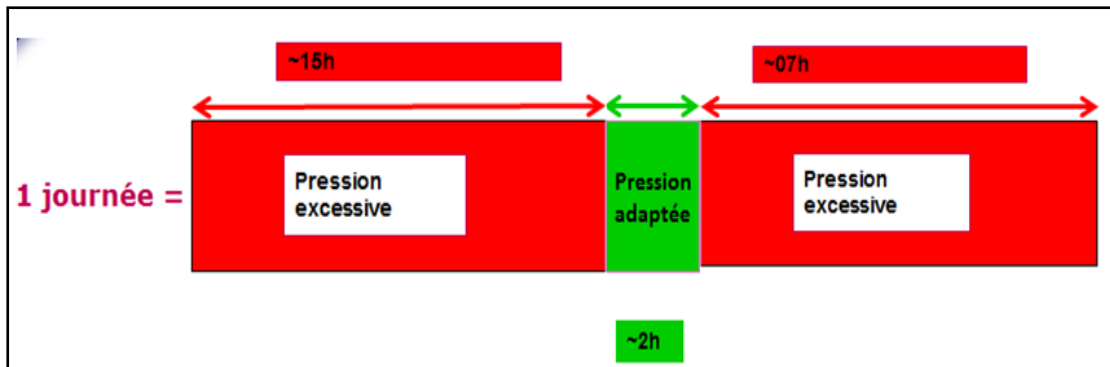 ~15h
~07h
1 journée =
Pression
excessive
Pression
adaptée
Pression
excessive
~2h